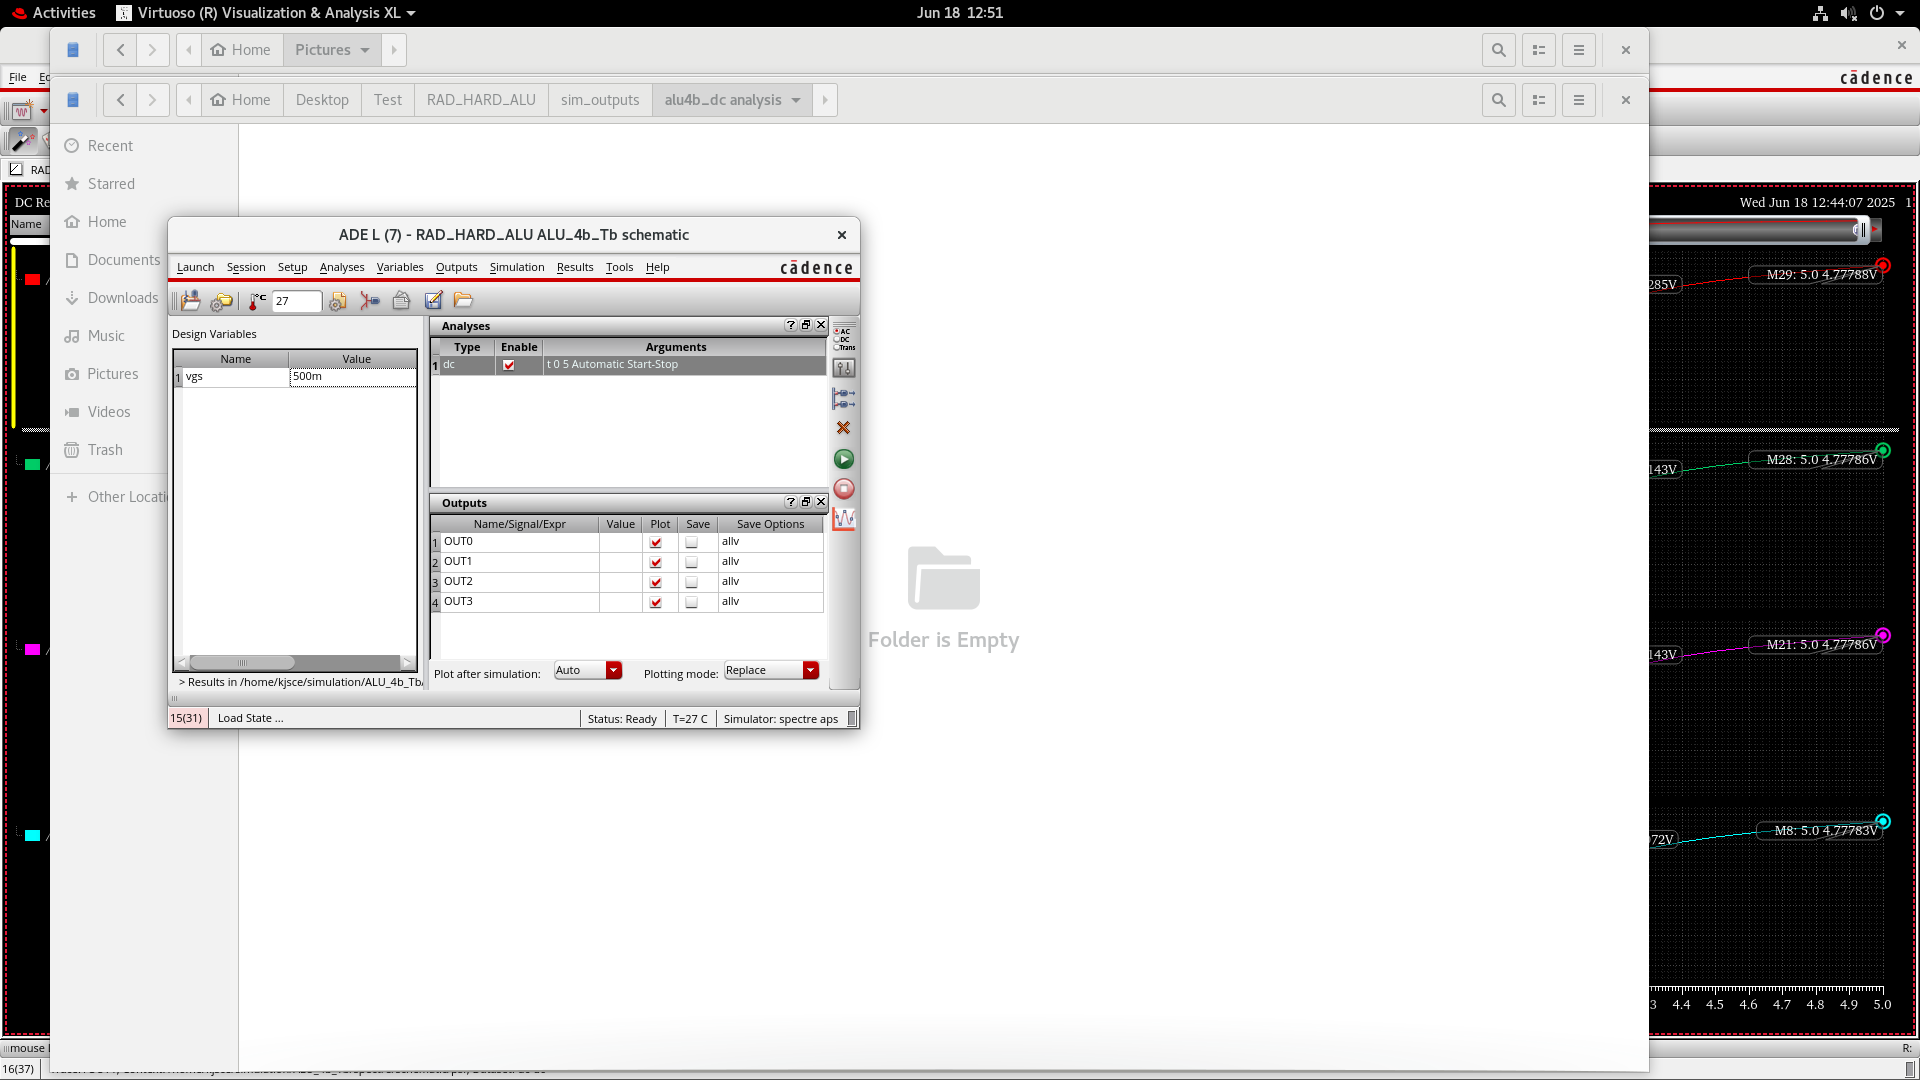 Activities
Virtuoso (R) Visualization & Analysis XL
Jun 18 12:51
Home
Pictures
File
cādence
Home
Desktop
Test
RAD_HARD_ALU
sim_outputs
alu4b_dc analysis
Recent
Starred
Home
Documents
Downloads
Music
Pictures
Videos
Trash
Other Locati
RAD
DC Re
Name
Wed Jun 18 12:44:07 2025 1
ADE L (7) - RAD_HARD_ALU ALU_4b_Tb schematic
Launch Session Setup Analyses Variables Outputs Simulation Results Tools Help
cādence
°C
27
Design Variables
Name Value
1 vgs 500m
Analyses
Type Enable Arguments
1 dc t 0 5 Automatic Start-Stop
AC
DC
Trans
Outputs
Name/Signal/Expr Value Plot Save Save Options
1 OUT0 allv
2 OUT1 allv
3 OUT2 allv
4 OUT3 allv
Plot after simulation: Auto Plotting mode: Replace
> Results in /home/kjsce/simulation/ALU_4b_Tb/
15(31) Load State ... Status: Ready T=27 C Simulator: spectre aps
Folder is Empty
285V
M29: 5.0 4.77788V
143V
M28: 5.0 4.77786V
143V
M21: 5.0 4.77786V
72V
M8: 5.0 4.77783V
.3 4.4 4.5 4.6 4.7 4.8 4.9 5.0
mouse
R:
16(37)